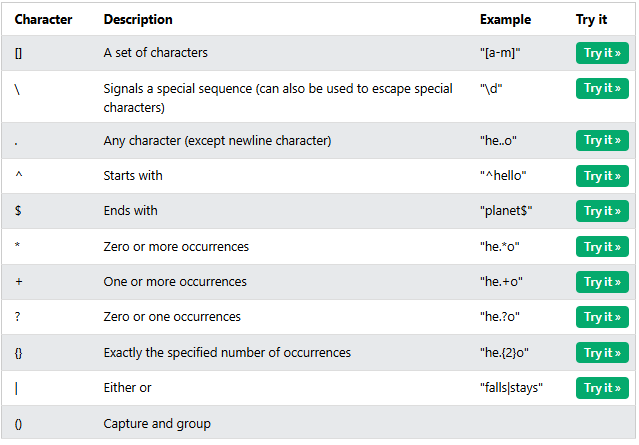 Character Description Example Try it
[] A set of characters "[a-m]" Try it »
\ Signals a special sequence (can also be used to escape special "\d" Try it »
characters)
. Any character (except newline character) "he..o" Try it »
^ Starts with "^hello" Try it »
$ Ends with "planet$" Try it »
* Zero or more occurrences "he.*o" Try it »
+ One or more occurrences "he.+o" Try it »
? Zero or one occurrences "he.?o" Try it »
{} Exactly the specified number of occurrences "he.{2}o" Try it »
| Either or "falls|stays" Try it »
() Capture and group